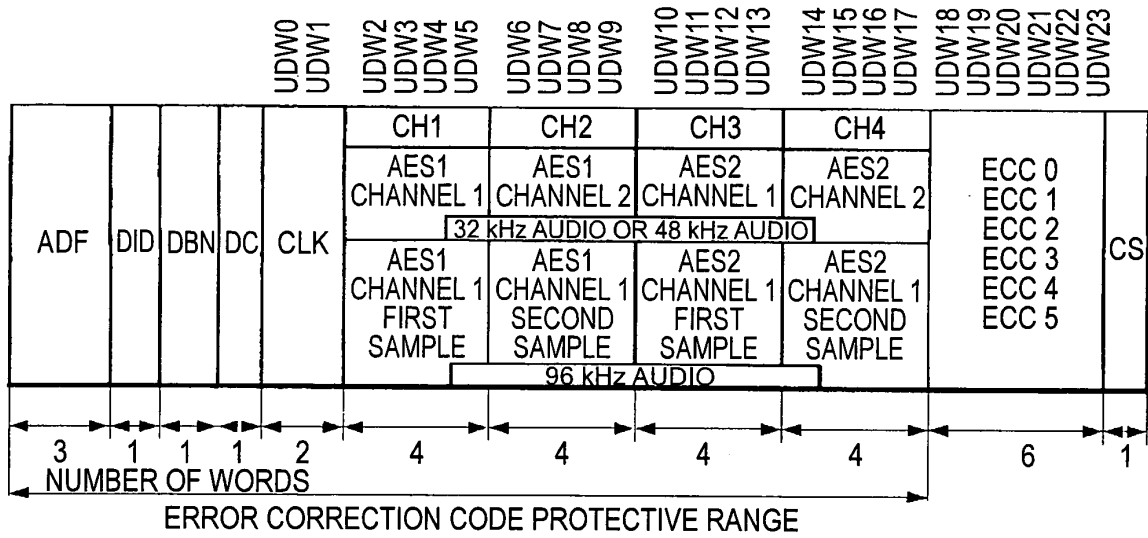 UDW0
UDW1
UDW2
UDW3
UDW4
UDW5
UDW6
UDW7
UDW8
UDW9
UDW10
UDW11
UDW12
UDW13
UDW14
UDW15
UDW16
UDW17
UDW18
UDW19
UDW20
UDW21
UDW22
UDW23
ADF
DID
DBN
DC
CLK
CH1
CH2
CH3
CH4
AES1
CHANNEL 1
AES1
CHANNEL 2
AES2
CHANNEL 1
AES2
CHANNEL 2
32 kHz AUDIO OR 48 kHz AUDIO
AES1
CHANNEL 1
FIRST
SAMPLE
AES1
CHANNEL 1
SECOND
SAMPLE
AES2
CHANNEL 1
FIRST
SAMPLE
AES2
CHANNEL 1
SECOND
SAMPLE
96 kHz AUDIO
ECC 0
ECC 1
ECC 2
ECC 3
ECC 4
ECC 5
CS
3 1 1 1 2 4 4 4 4 6 1
NUMBER OF WORDS
ERROR CORRECTION CODE PROTECTIVE RANGE